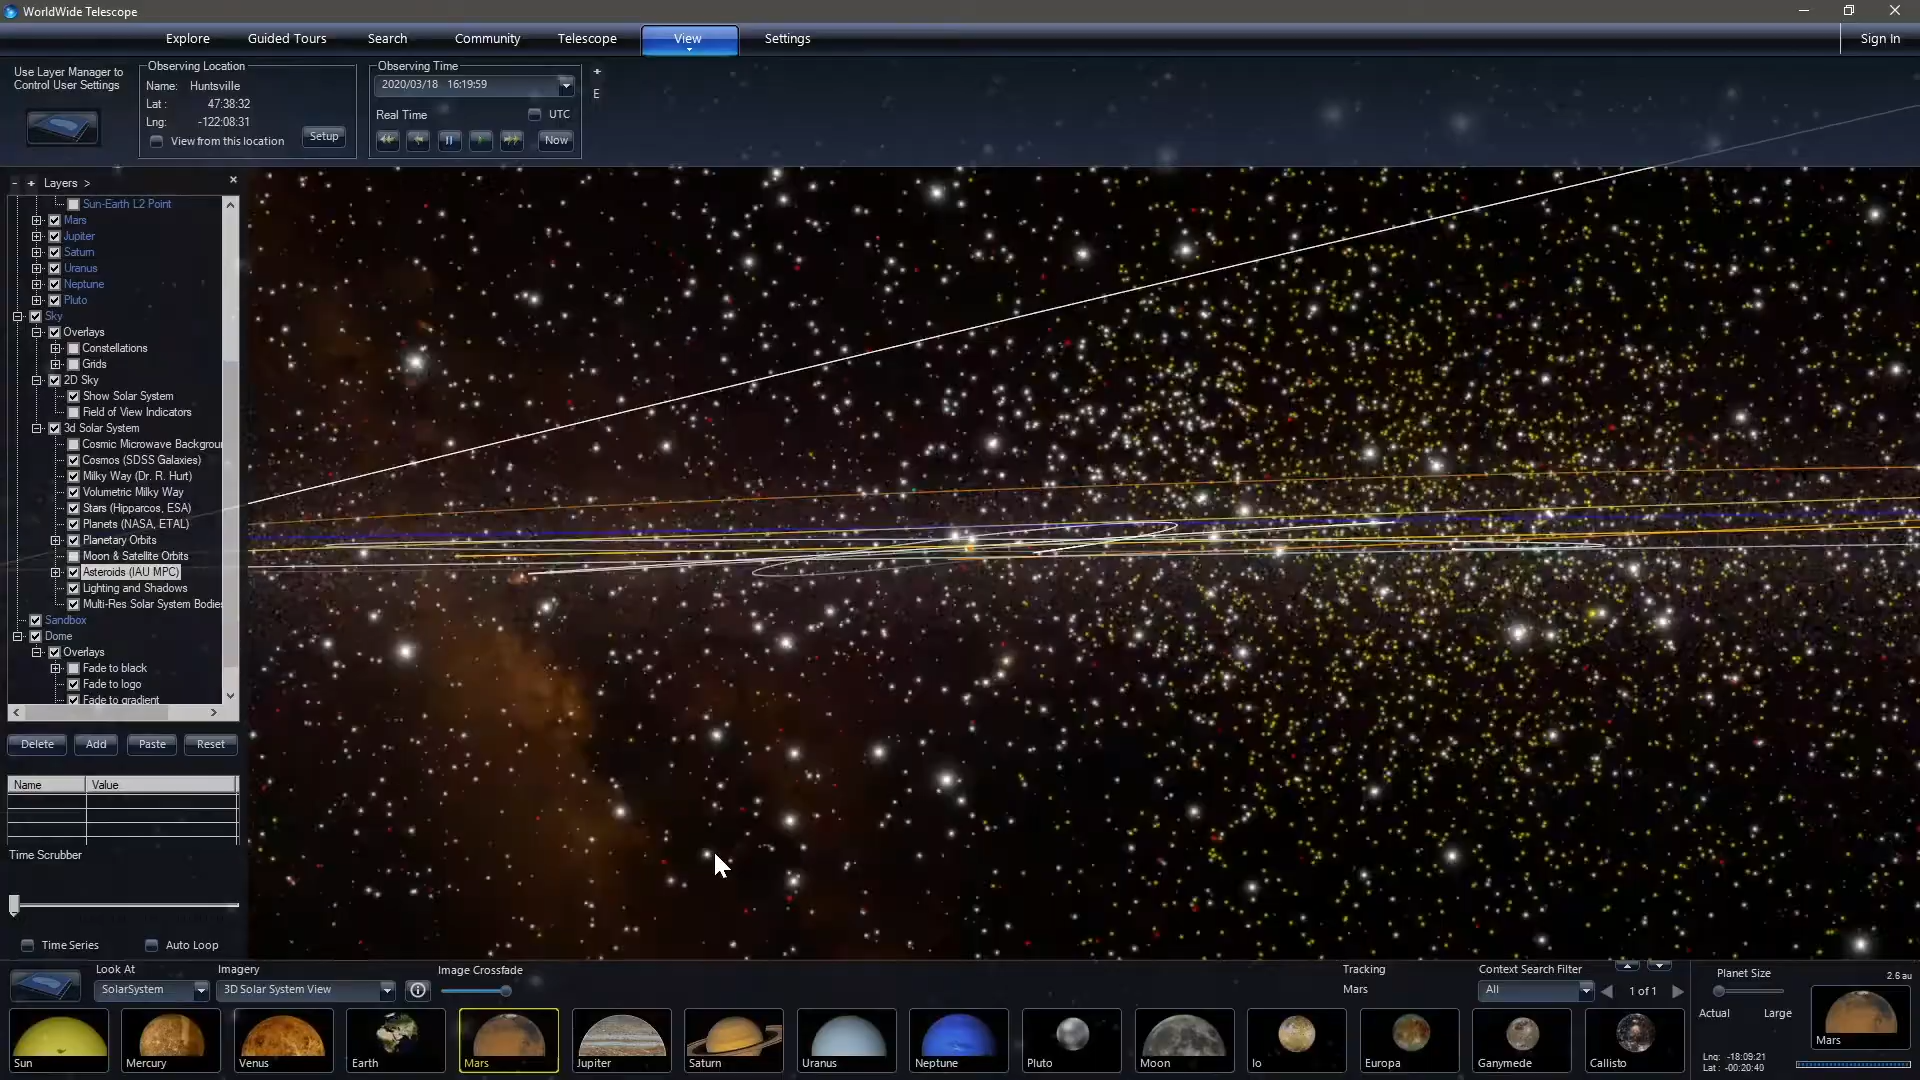 WorldWide Telescope
Explore
Guided Tours
Search
Community
Telescope
View
Settings
Sign In
Use Layer Manager to
Control User Settings
Observing Location
Name: Huntsville
Lat : 47:38:32
Lng: -122:08:31
View from this location
Setup
Observing Time
2020/03/18 16:19:59
Real Time
UTC
Now
+
E
- + Layers >
Sun-Earth L2 Point
Mars
Jupiter
Saturn
Uranus
Neptune
Pluto
Sky
Overlays
Constellations
Grids
2D Sky
Show Solar System
Field of View Indicators
3d Solar System
Cosmic Microwave Backgroun
Cosmos (SDSS Galaxies)
Milky Way (Dr. R. Hurt)
Volumetric Milky Way
Stars (Hipparcos, ESA)
Planets (NASA, ETAL)
Planetary Orbits
Moon & Satellite Orbits
Asteroids (IAU MPC)
Lighting and Shadows
Multi-Res Solar System Bodies
Sandbox
Dome
Overlays
Fade to black
Fade to logo
Fade to gradient
Delete
Add
Paste
Reset
Name
Value
Time Scrubber
Time Series
Auto Loop
Look At
SolarSystem
Imagery
3D Solar System View
Image Crossfade
Tracking
Mars
Context Search Filter
All
1 of 1
Planet Size
Actual
Large
2.6 au
Mars
Lng: -18:09:21
Lat : -00:20:40
Sun
Mercury
Venus
Earth
Mars
Jupiter
Saturn
Uranus
Neptune
Pluto
Moon
Io
Europa
Ganymede
Callisto